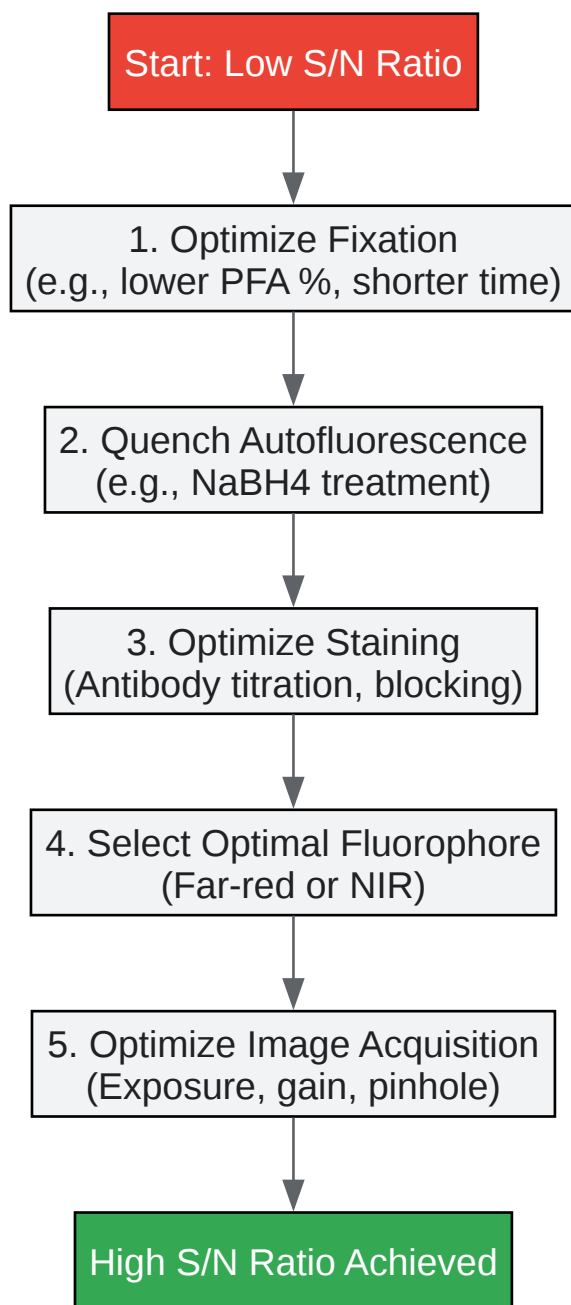 Start: Low S/N Ratio
1. Optimize Fixation
(e.g., lower PFA %, shorter time)
2. Quench Autofluorescence
(e.g., NaBH4 treatment)
3. Optimize Staining
(Antibody titration, blocking)
4. Select Optimal Fluorophore
(Far-red or NIR)
5. Optimize Image Acquisition
(Exposure, gain, pinhole)
High S/N Ratio Achieved